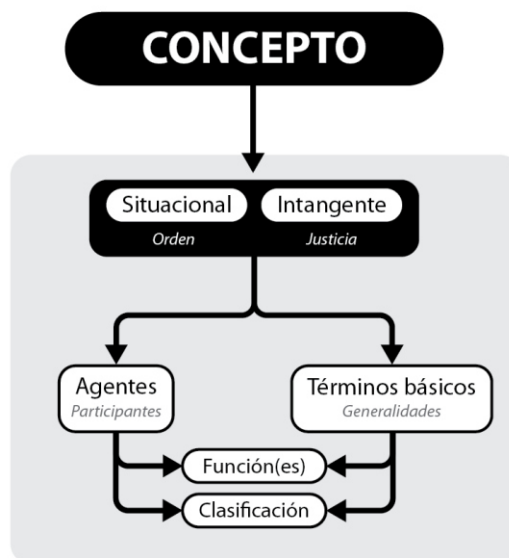 CONCEPTO
Situacional Intangente
Orden Justicia
Agentes Términos básicos
Participantes Generalidades
Función(es)
Clasificación